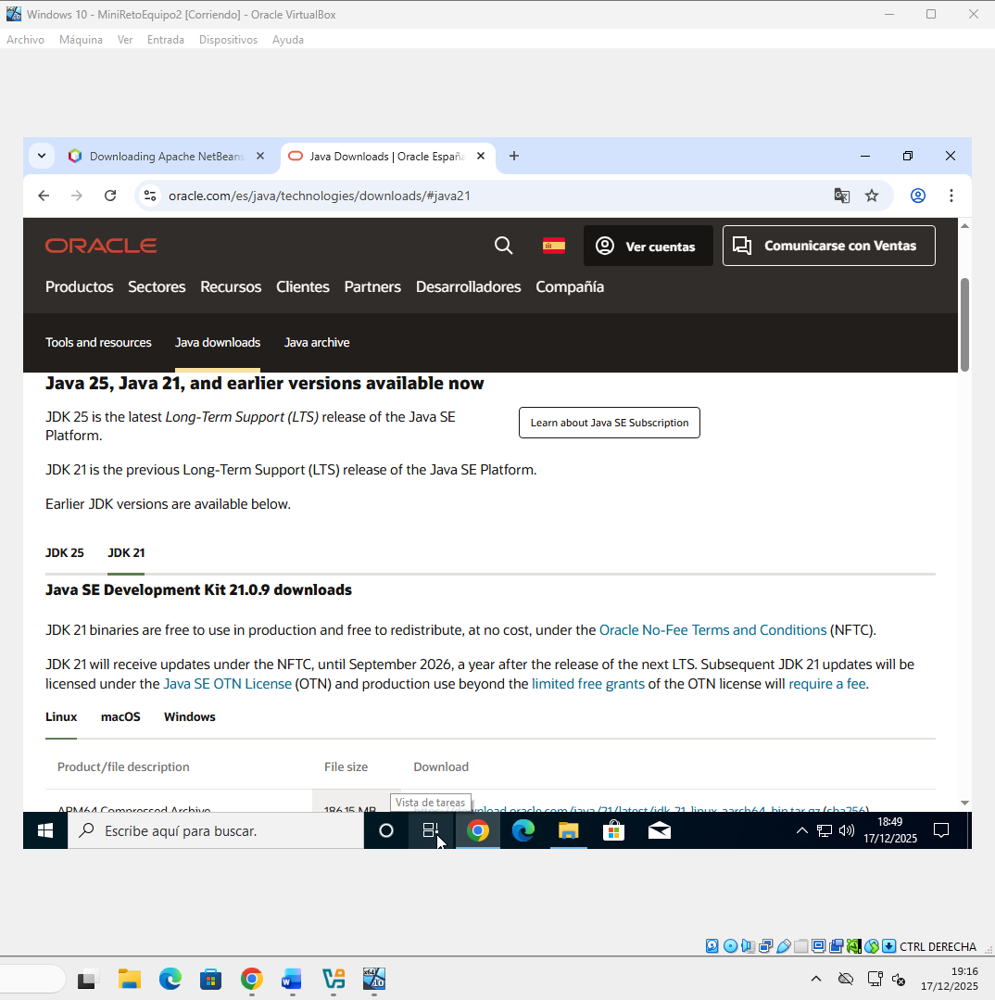 Windows 10 - MiniRetoEquipo2 [Corriendo] - Oracle VirtualBox
Archivo Máquina Ver Entrada Dispositivos Ayuda
Downloading Apache NetBeans
Java Downloads | Oracle España
oracle.com/es/java/technologies/downloads/#java21
ORACLE
Ver cuentas
Comunicarse con Ventas
Productos Sectores Recursos Clientes Partners Desarrolladores Compañía
Tools and resources Java downloads Java archive
Java 25, Java 21, and earlier versions available now
JDK 25 is the latest Long-Term Support (LTS) release of the Java SE
Platform.
Learn about Java SE Subscription
JDK 21 is the previous Long-Term Support (LTS) release of the Java SE Platform.
Earlier JDK versions are available below.
JDK 25 JDK 21
Java SE Development Kit 21.0.9 downloads
JDK 21 binaries are free to use in production and free to redistribute, at no cost, under the Oracle No-Fee Terms and Conditions (NFTC).
JDK 21 will receive updates under the NFTC, until September 2026, a year after the release of the next LTS. Subsequent JDK 21 updates will be
licensed under the Java SE OTN License (OTN) and production use beyond the limited free grants of the OTN license will require a fee.
Linux macOS Windows
Product/file description File size Download
ARM64 Compressed Archive 186.15 MB download.oracle.com/java/21/latest/jdk-21_linux-aarch64_bin.tar.gz (sha256)
Vista de tareas
Escribe aquí para buscar.
18:49
17/12/2025
CTRL DERECHA
19:16
17/12/2025